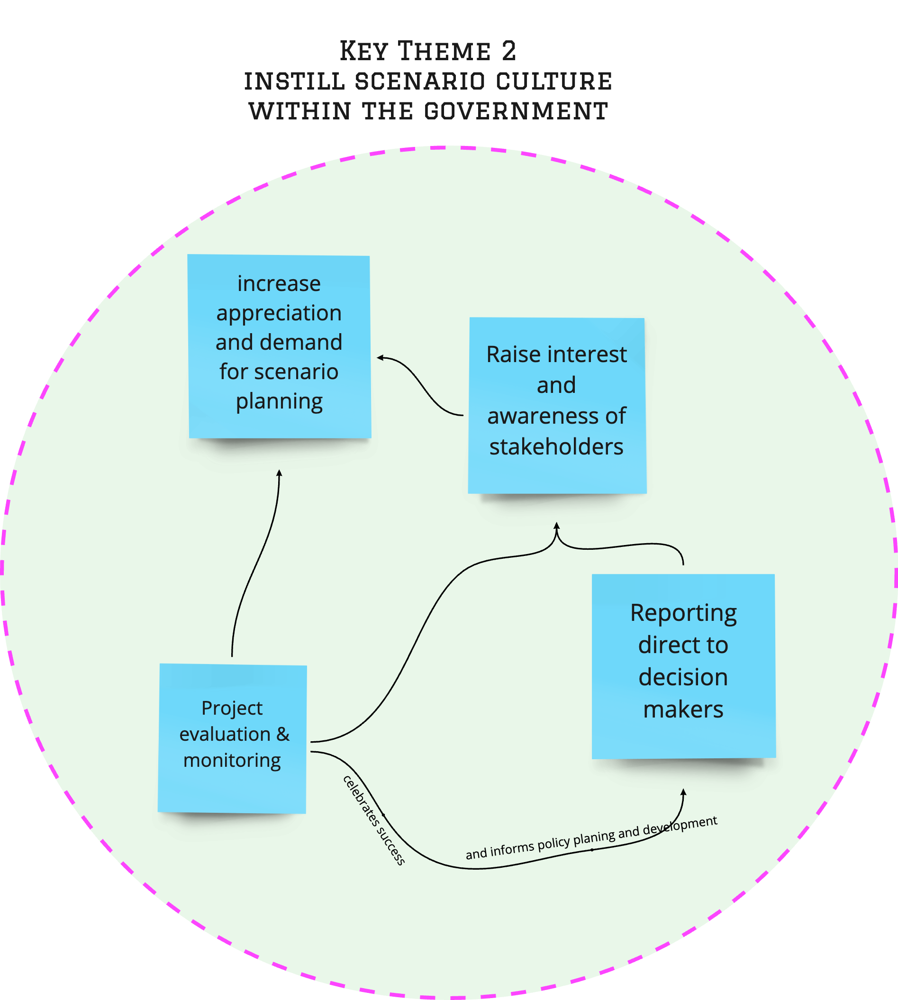 Key Theme 2
instill scenario culture
within the government
increase
appreciation
and demand
for scenario
planning
Raise interest
and
awareness of
stakeholders
Reporting
direct to
decision
makers
Project
evaluation &
monitoring
celebrates success
and informs policy planing and development